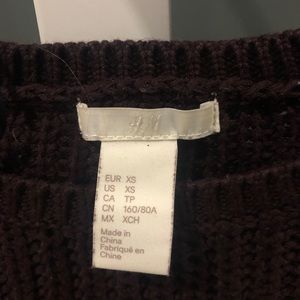 H&M
EUR XS
US XS
CA TP
CN 160/80A
MX XCH
Made in
China
Fabriqué en
Chine